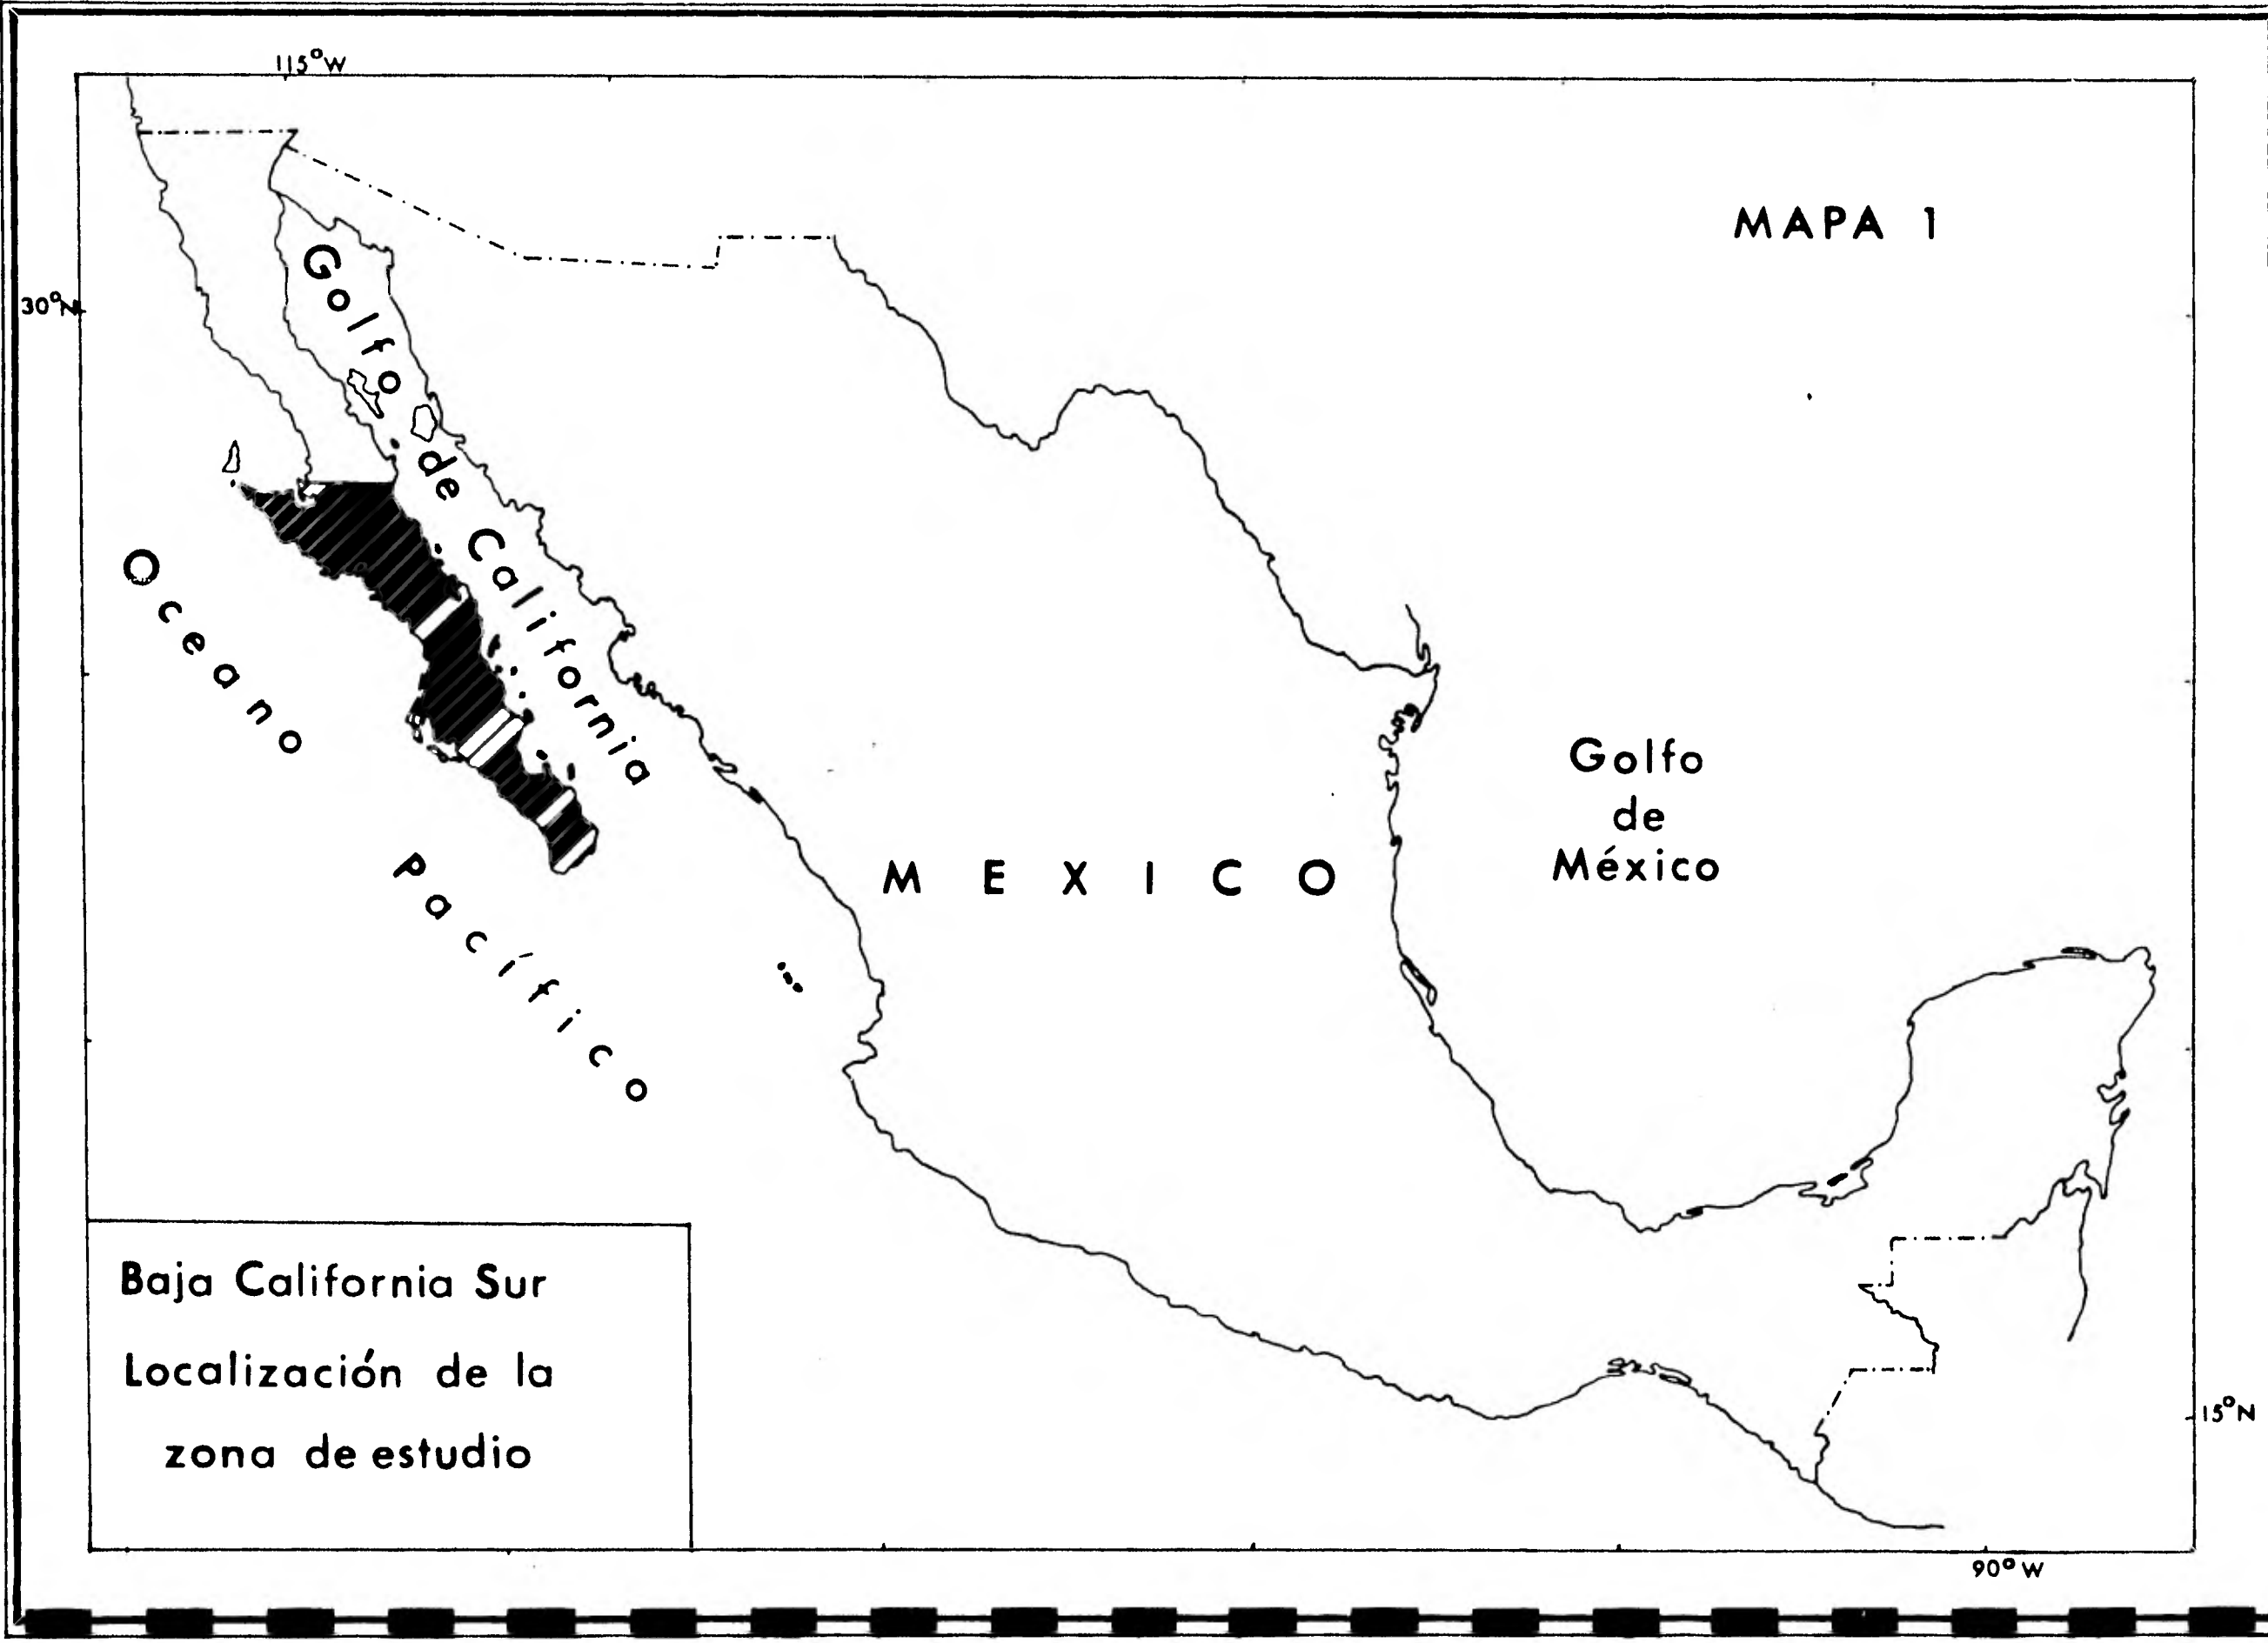 115°W
MAPA 1
30°N
Golfo de California
Oceano Pacífico
Golfo
de
México
MEXICO
Baja California Sur
Localización de la
zona de estudio
15°N
90°W